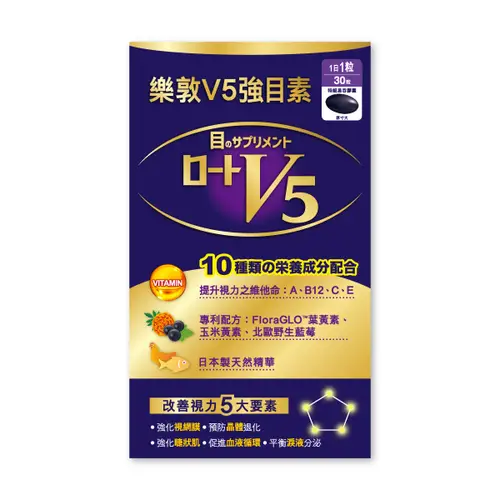 樂敦V5強目素
1日1粒
30粒
原寸大
目のサプリメント
ロートV5
10種類の栄養成分配合
VITAMIN
提升視力之維他命：A、B12、C、E
專利配方：FloraGLO™葉黃素、
玉米黃素、北歐野生藍莓
日本製天然精華
改善視力5大要素
•強化視網膜 •預防晶體退化
•強化睫狀肌 •促進血液循環 •平衡淚液分泌